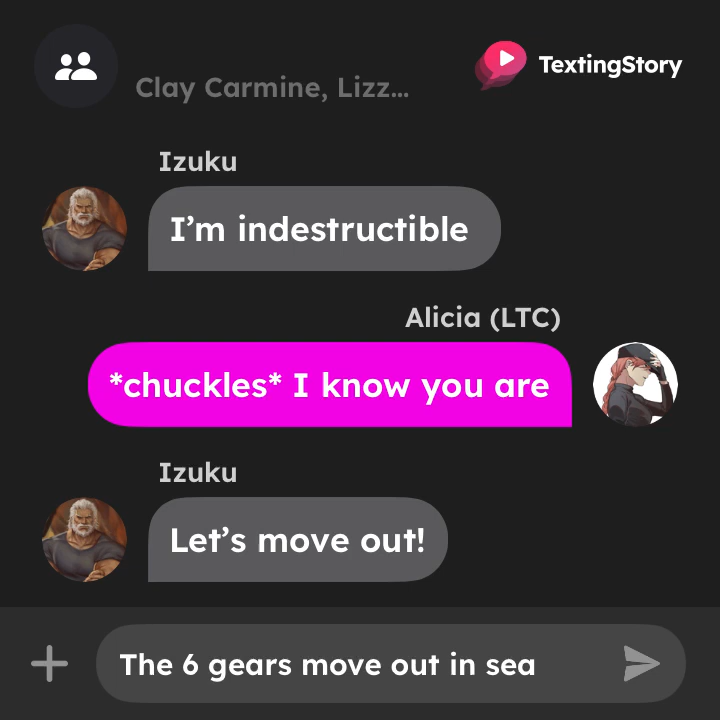 Clay Carmine, Lizz...
TextingStory
Izuku
I'm indestructible
Alicia (LTC)
*chuckles* I know you are
Izuku
Let's move out!
The 6 gears move out in sea